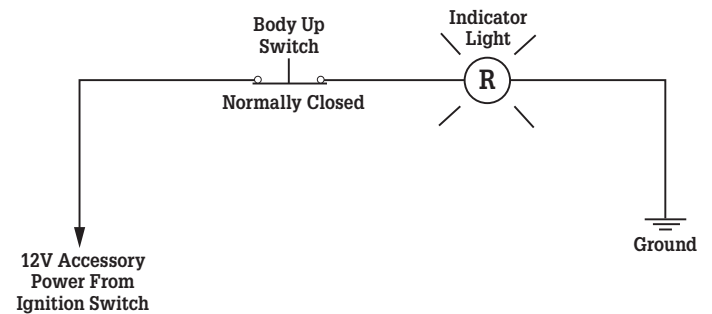 Body Up
Switch
Normally Closed
Indicator
Light
R
12V Accessory
Power From
Ignition Switch
Ground